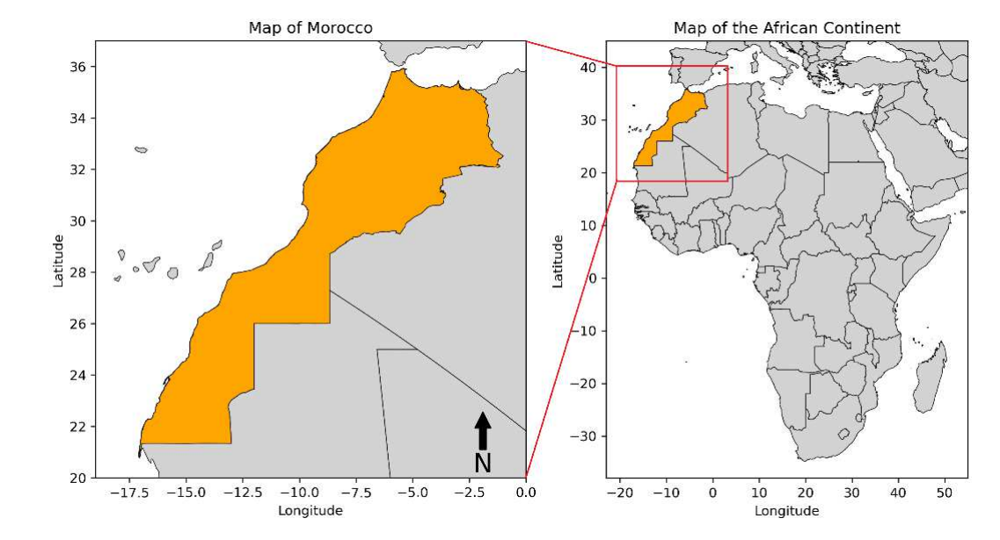 Map of Morocco
36
34
32
30
28
26
24
22
20
Latitude
−17.5 −15.0 −12.5 −10.0 −7.5 −5.0 −2.5 0.0
Longitude
N
Map of the African Continent
40
30
20
10
0
−10
−20
−30
Latitude
−20 −10 0 10 20 30 40 50
Longitude